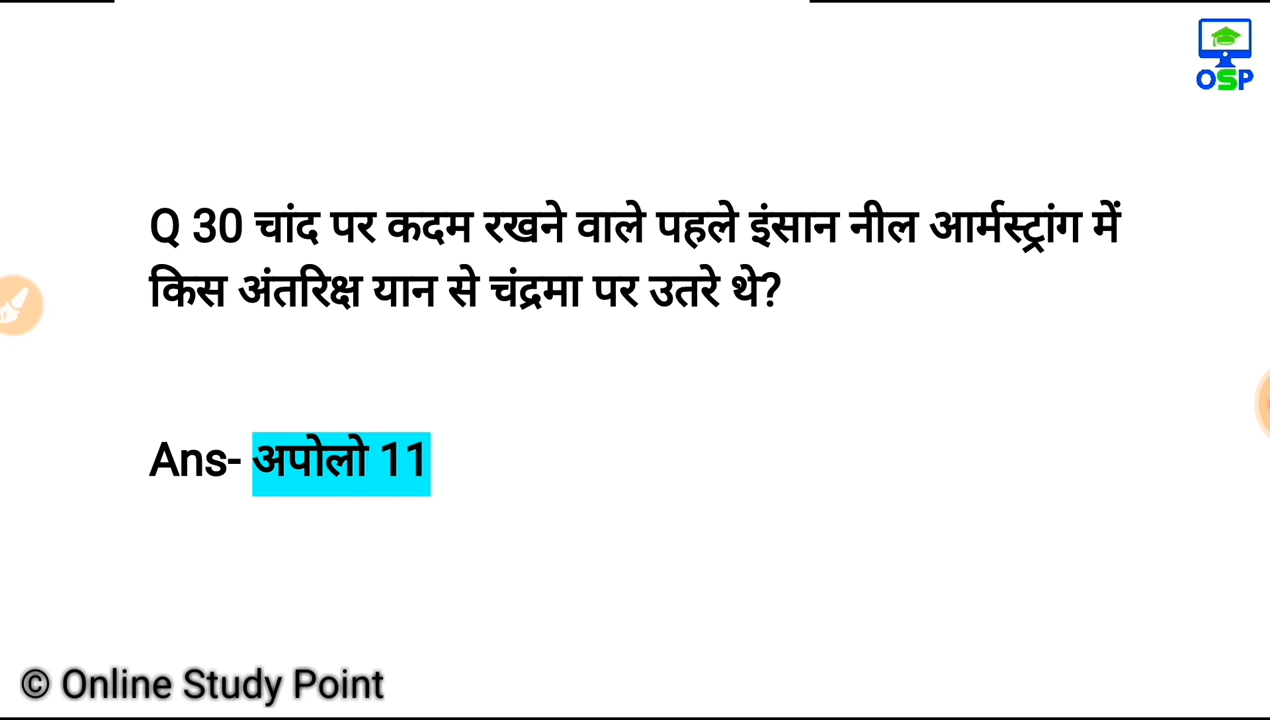 OSP
Q 30 चांद पर कदम रखने वाले पहले इंसान नील आर्मस्ट्रांग में
किस अंतरिक्ष यान से चंद्रमा पर उतरे थे?
Ans- अपोलो 11
© Online Study Point